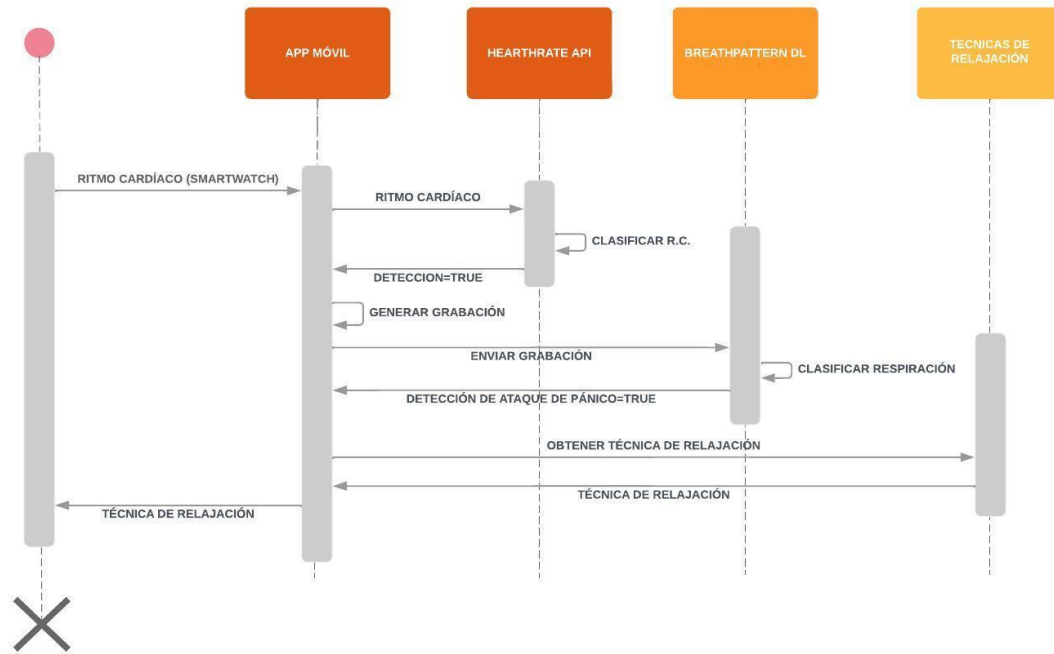 APP MÓVIL
HEARTHRATE API
BREATHPATTERN DL
TECNICAS DE
RELAJACIÓN
RITMO CARDÍACO (SMARTWATCH)
RITMO CARDÍACO
CLASIFICAR R.C.
DETECCION=TRUE
GENERAR GRABACIÓN
ENVIAR GRABACIÓN
CLASIFICAR RESPIRACIÓN
DETECCIÓN DE ATAQUE DE PÁNICO=TRUE
OBTENER TÉCNICA DE RELAJACIÓN
TÉCNICA DE RELAJACIÓN
TÉCNICA DE RELAJACIÓN